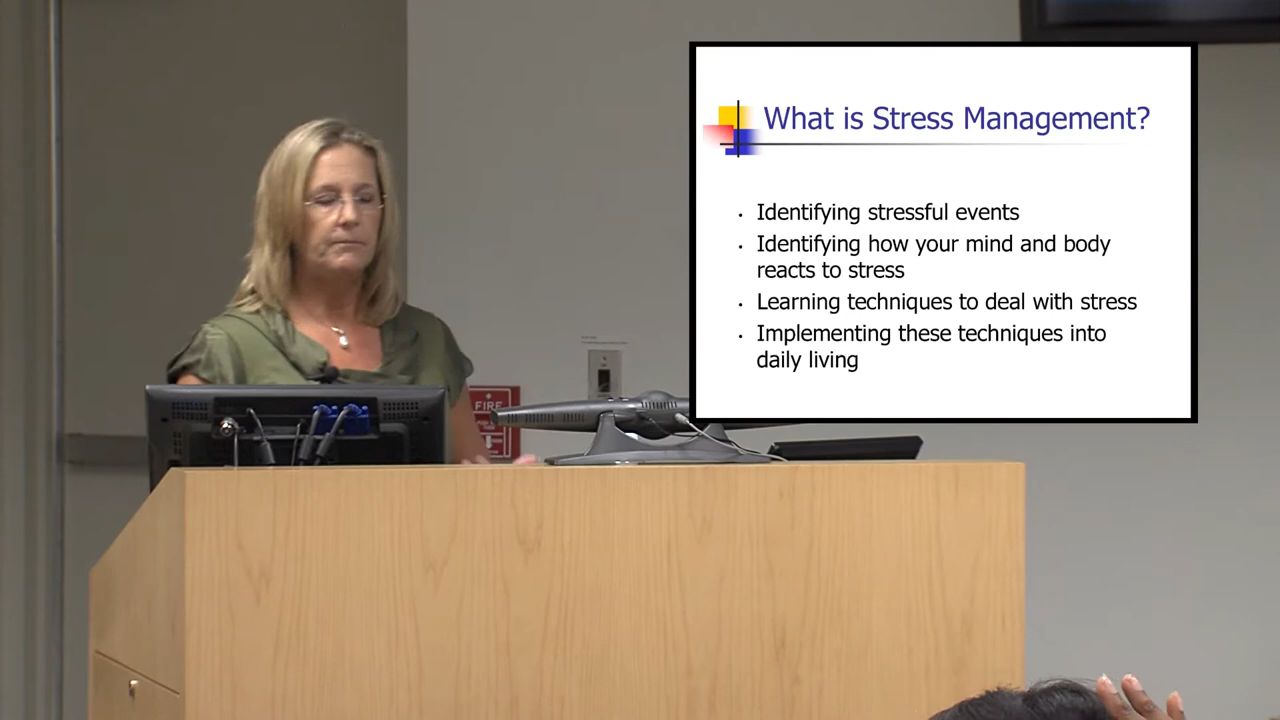 What is Stress Management?
Identifying stressful events
Identifying how your mind and body
reacts to stress
Learning techniques to deal with stress
Implementing these techniques into
daily living
FIRE